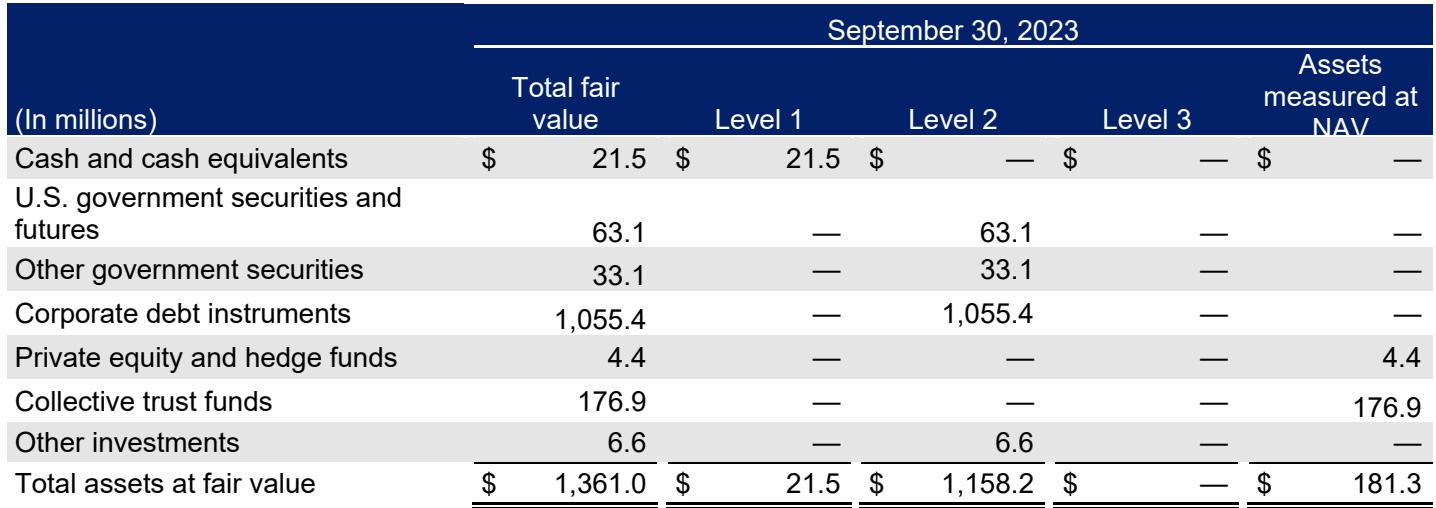 September 30, 2023
(In millions) Total fair value Level 1 Level 2 Level 3 Assets measured at NAV
Cash and cash equivalents $ 21.5 $ 21.5 $ — $ — $ —
U.S. government securities and
futures 63.1 — 63.1 — —
Other government securities 33.1 — 33.1 — —
Corporate debt instruments 1,055.4 — 1,055.4 — —
Private equity and hedge funds 4.4 — — — 4.4
Collective trust funds 176.9 — — — 176.9
Other investments 6.6 — 6.6 — —
Total assets at fair value $ 1,361.0 $ 21.5 $ 1,158.2 $ — $ 181.3